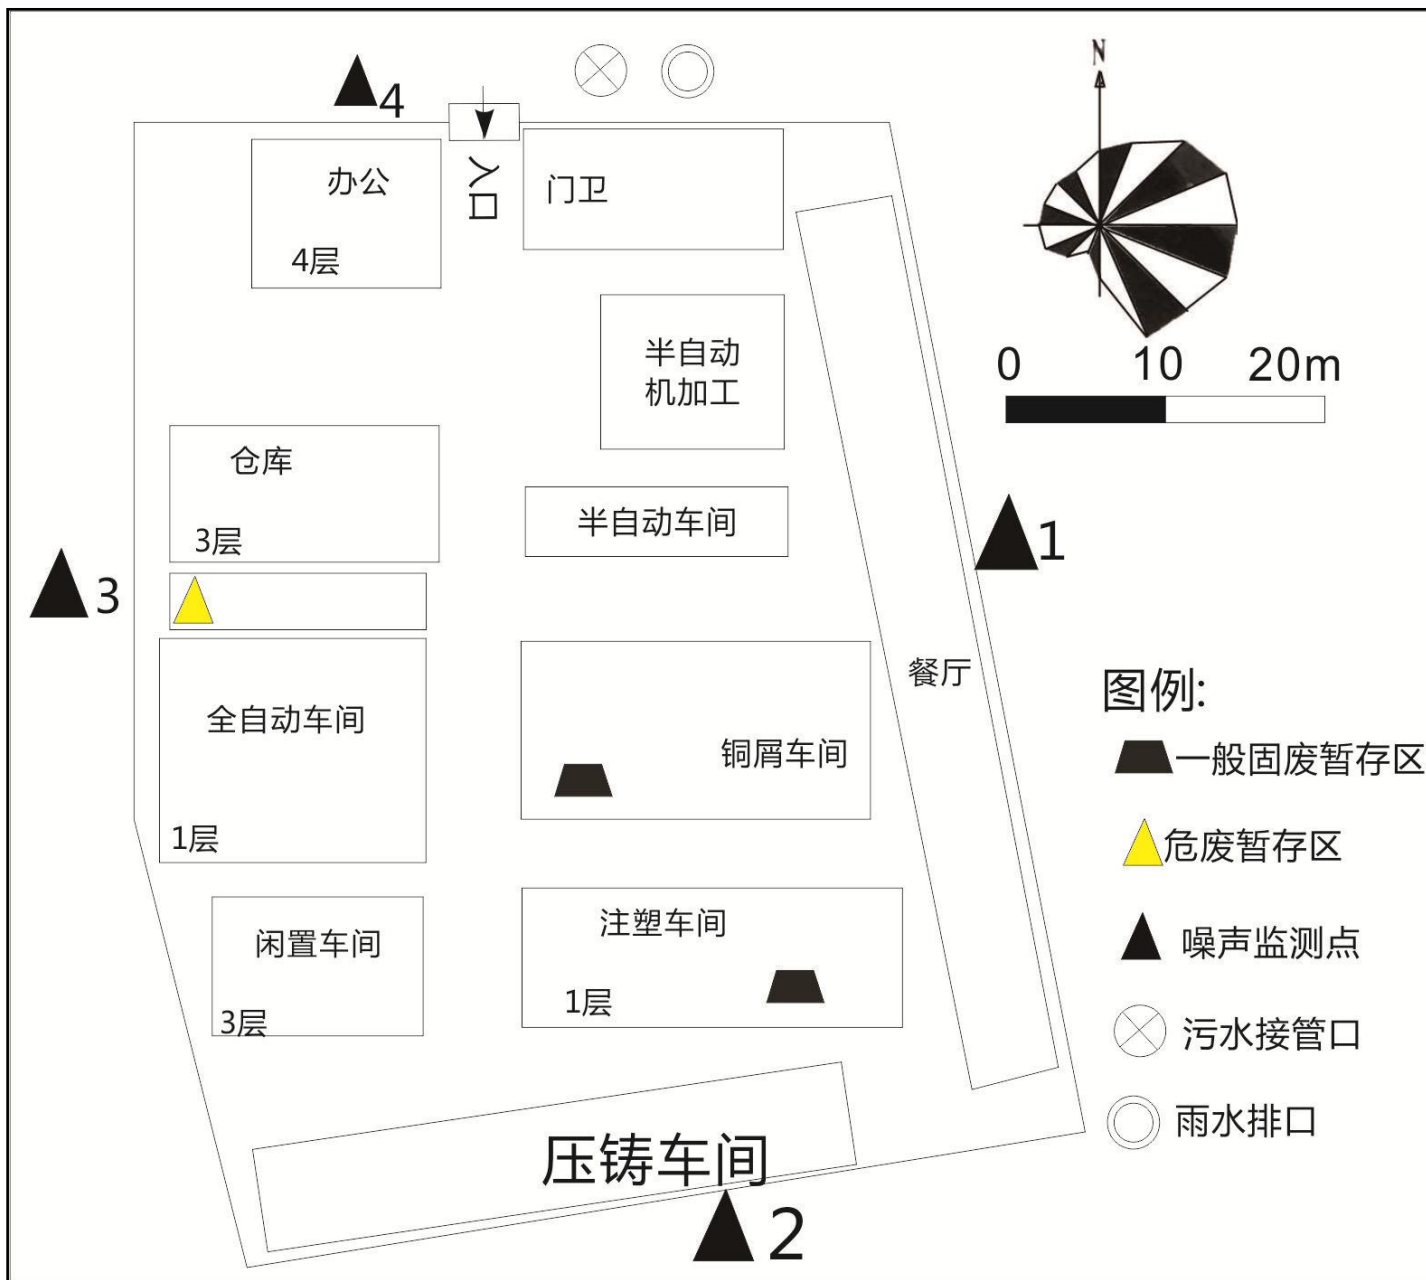 4
N
入口
办公
门卫
4层
半自动
机加工
0 10 20m
仓库
半自动车间
1
3层
3
餐厅
图例:
全自动车间
铜屑车间
一般固废暂存区
1层
危废暂存区
注塑车间
闲置车间
噪声监测点
1层
3层
污水接管口
雨水排口
压铸车间
2